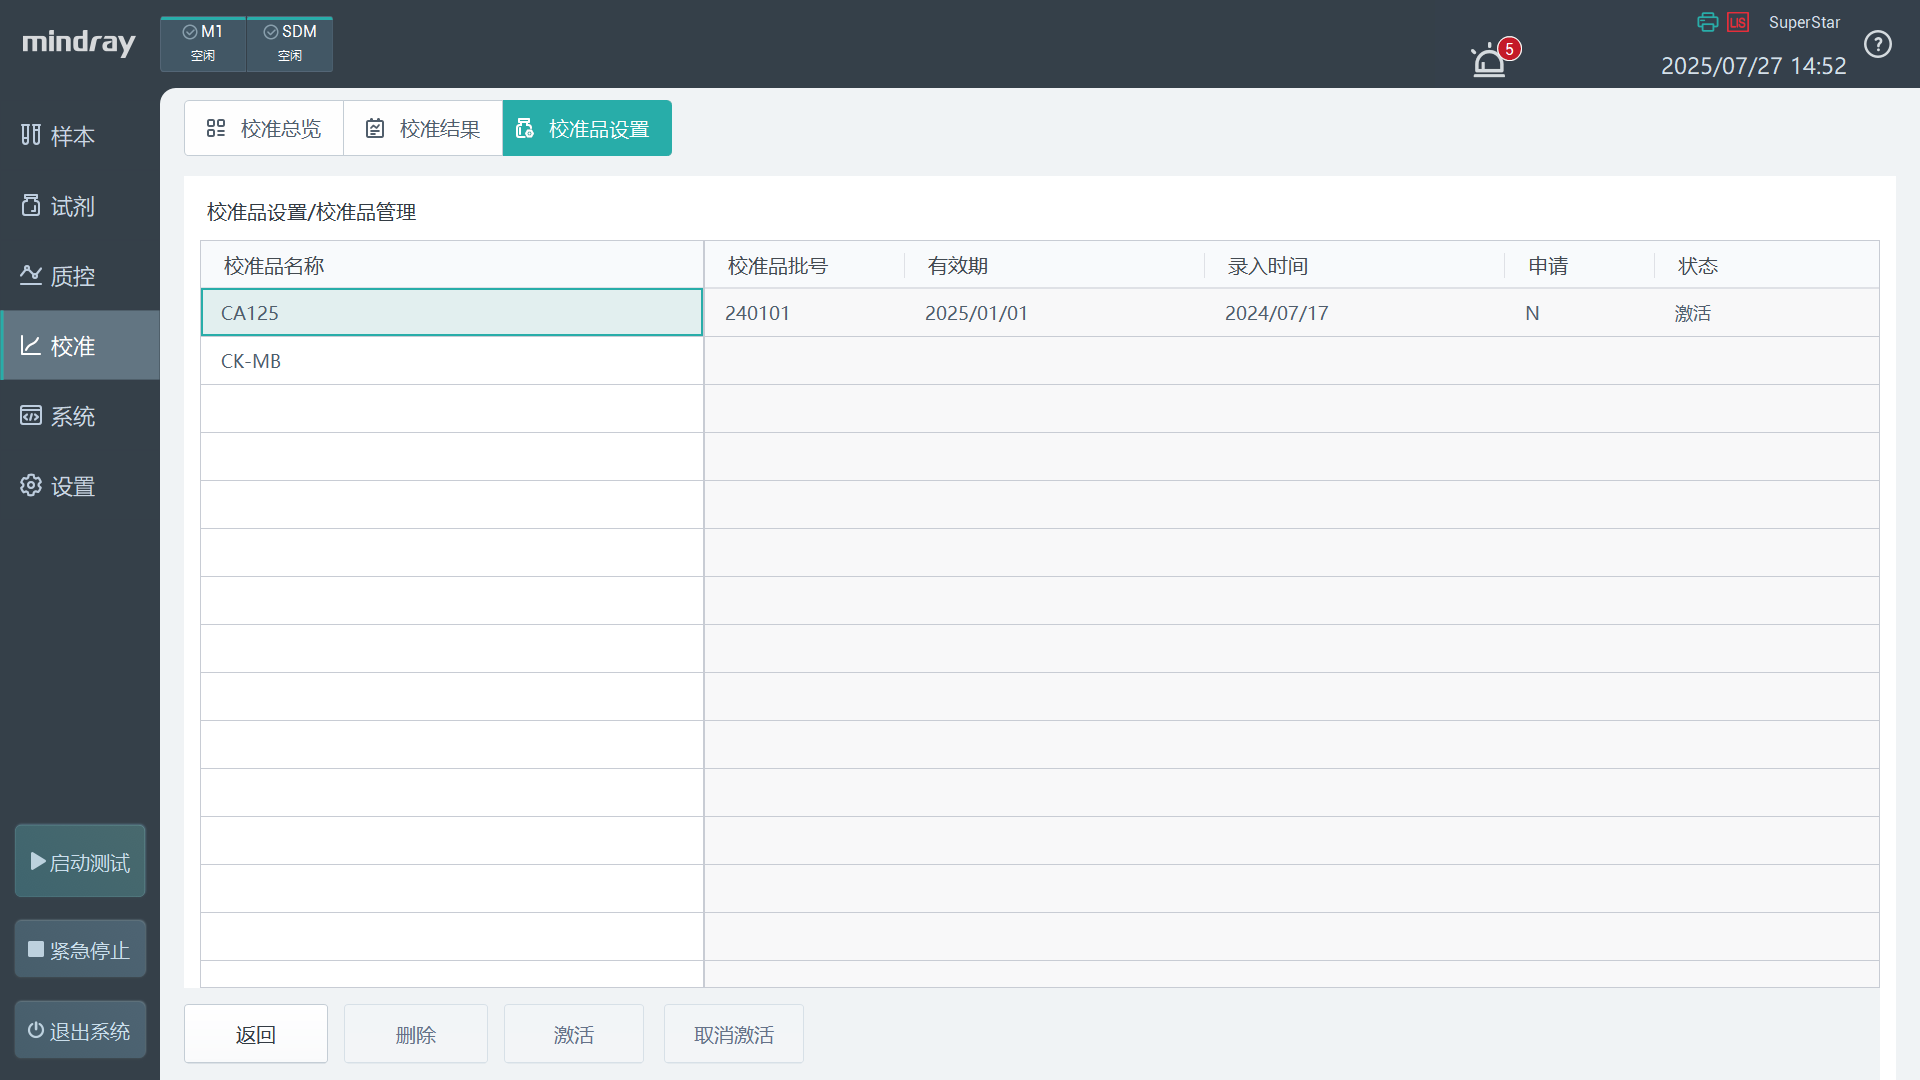 mindray
M1
空闲
SDM
空闲
5
LIS
SuperStar
2025/07/27 14:52
样本
试剂
质控
校准
系统
设置
启动测试
紧急停止
退出系统
校准总览
校准结果
校准品设置
校准品设置/校准品管理
校准品名称 校准品批号 有效期 录入时间 申请 状态
CA125 240101 2025/01/01 2024/07/17 N 激活
CK-MB
返回
删除
激活
取消激活